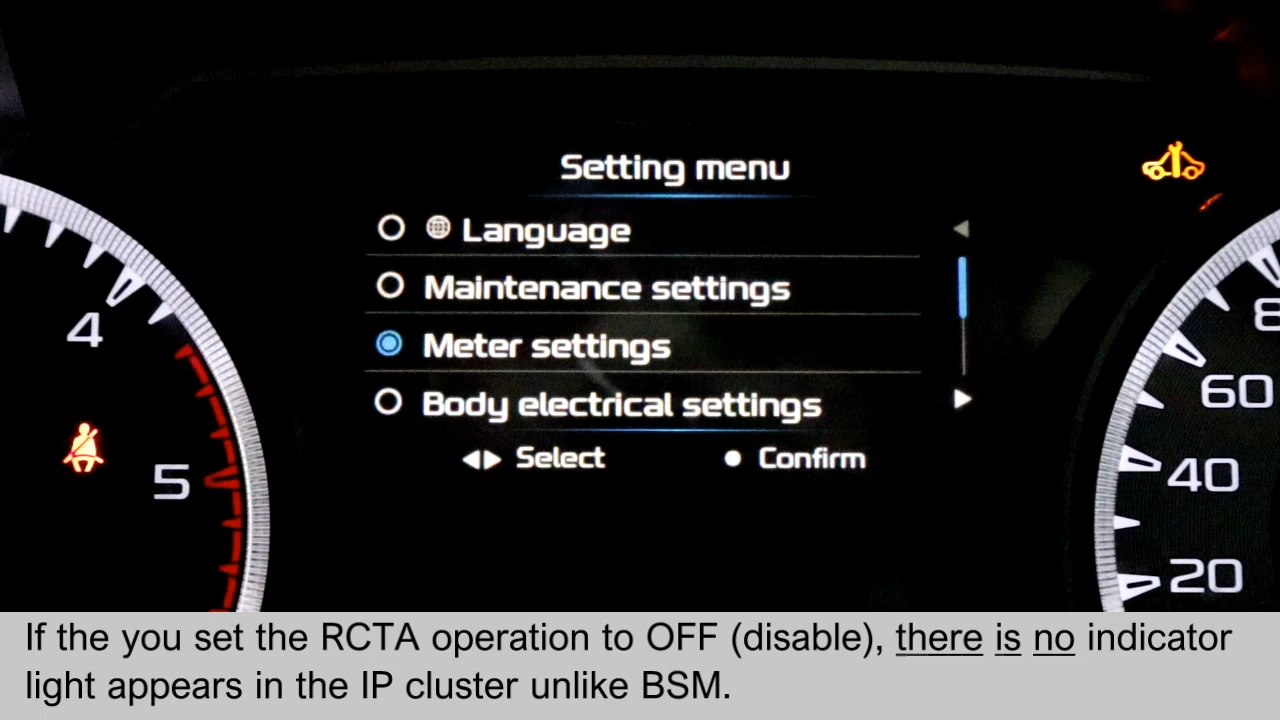 Setting menu
Language
Maintenance settings
Meter settings
Body electrical settings
Select
Confirm
4
5
8
60
40
20
If the you set the RCTA operation to OFF (disable), there is no indicator
light appears in the IP cluster unlike BSM.